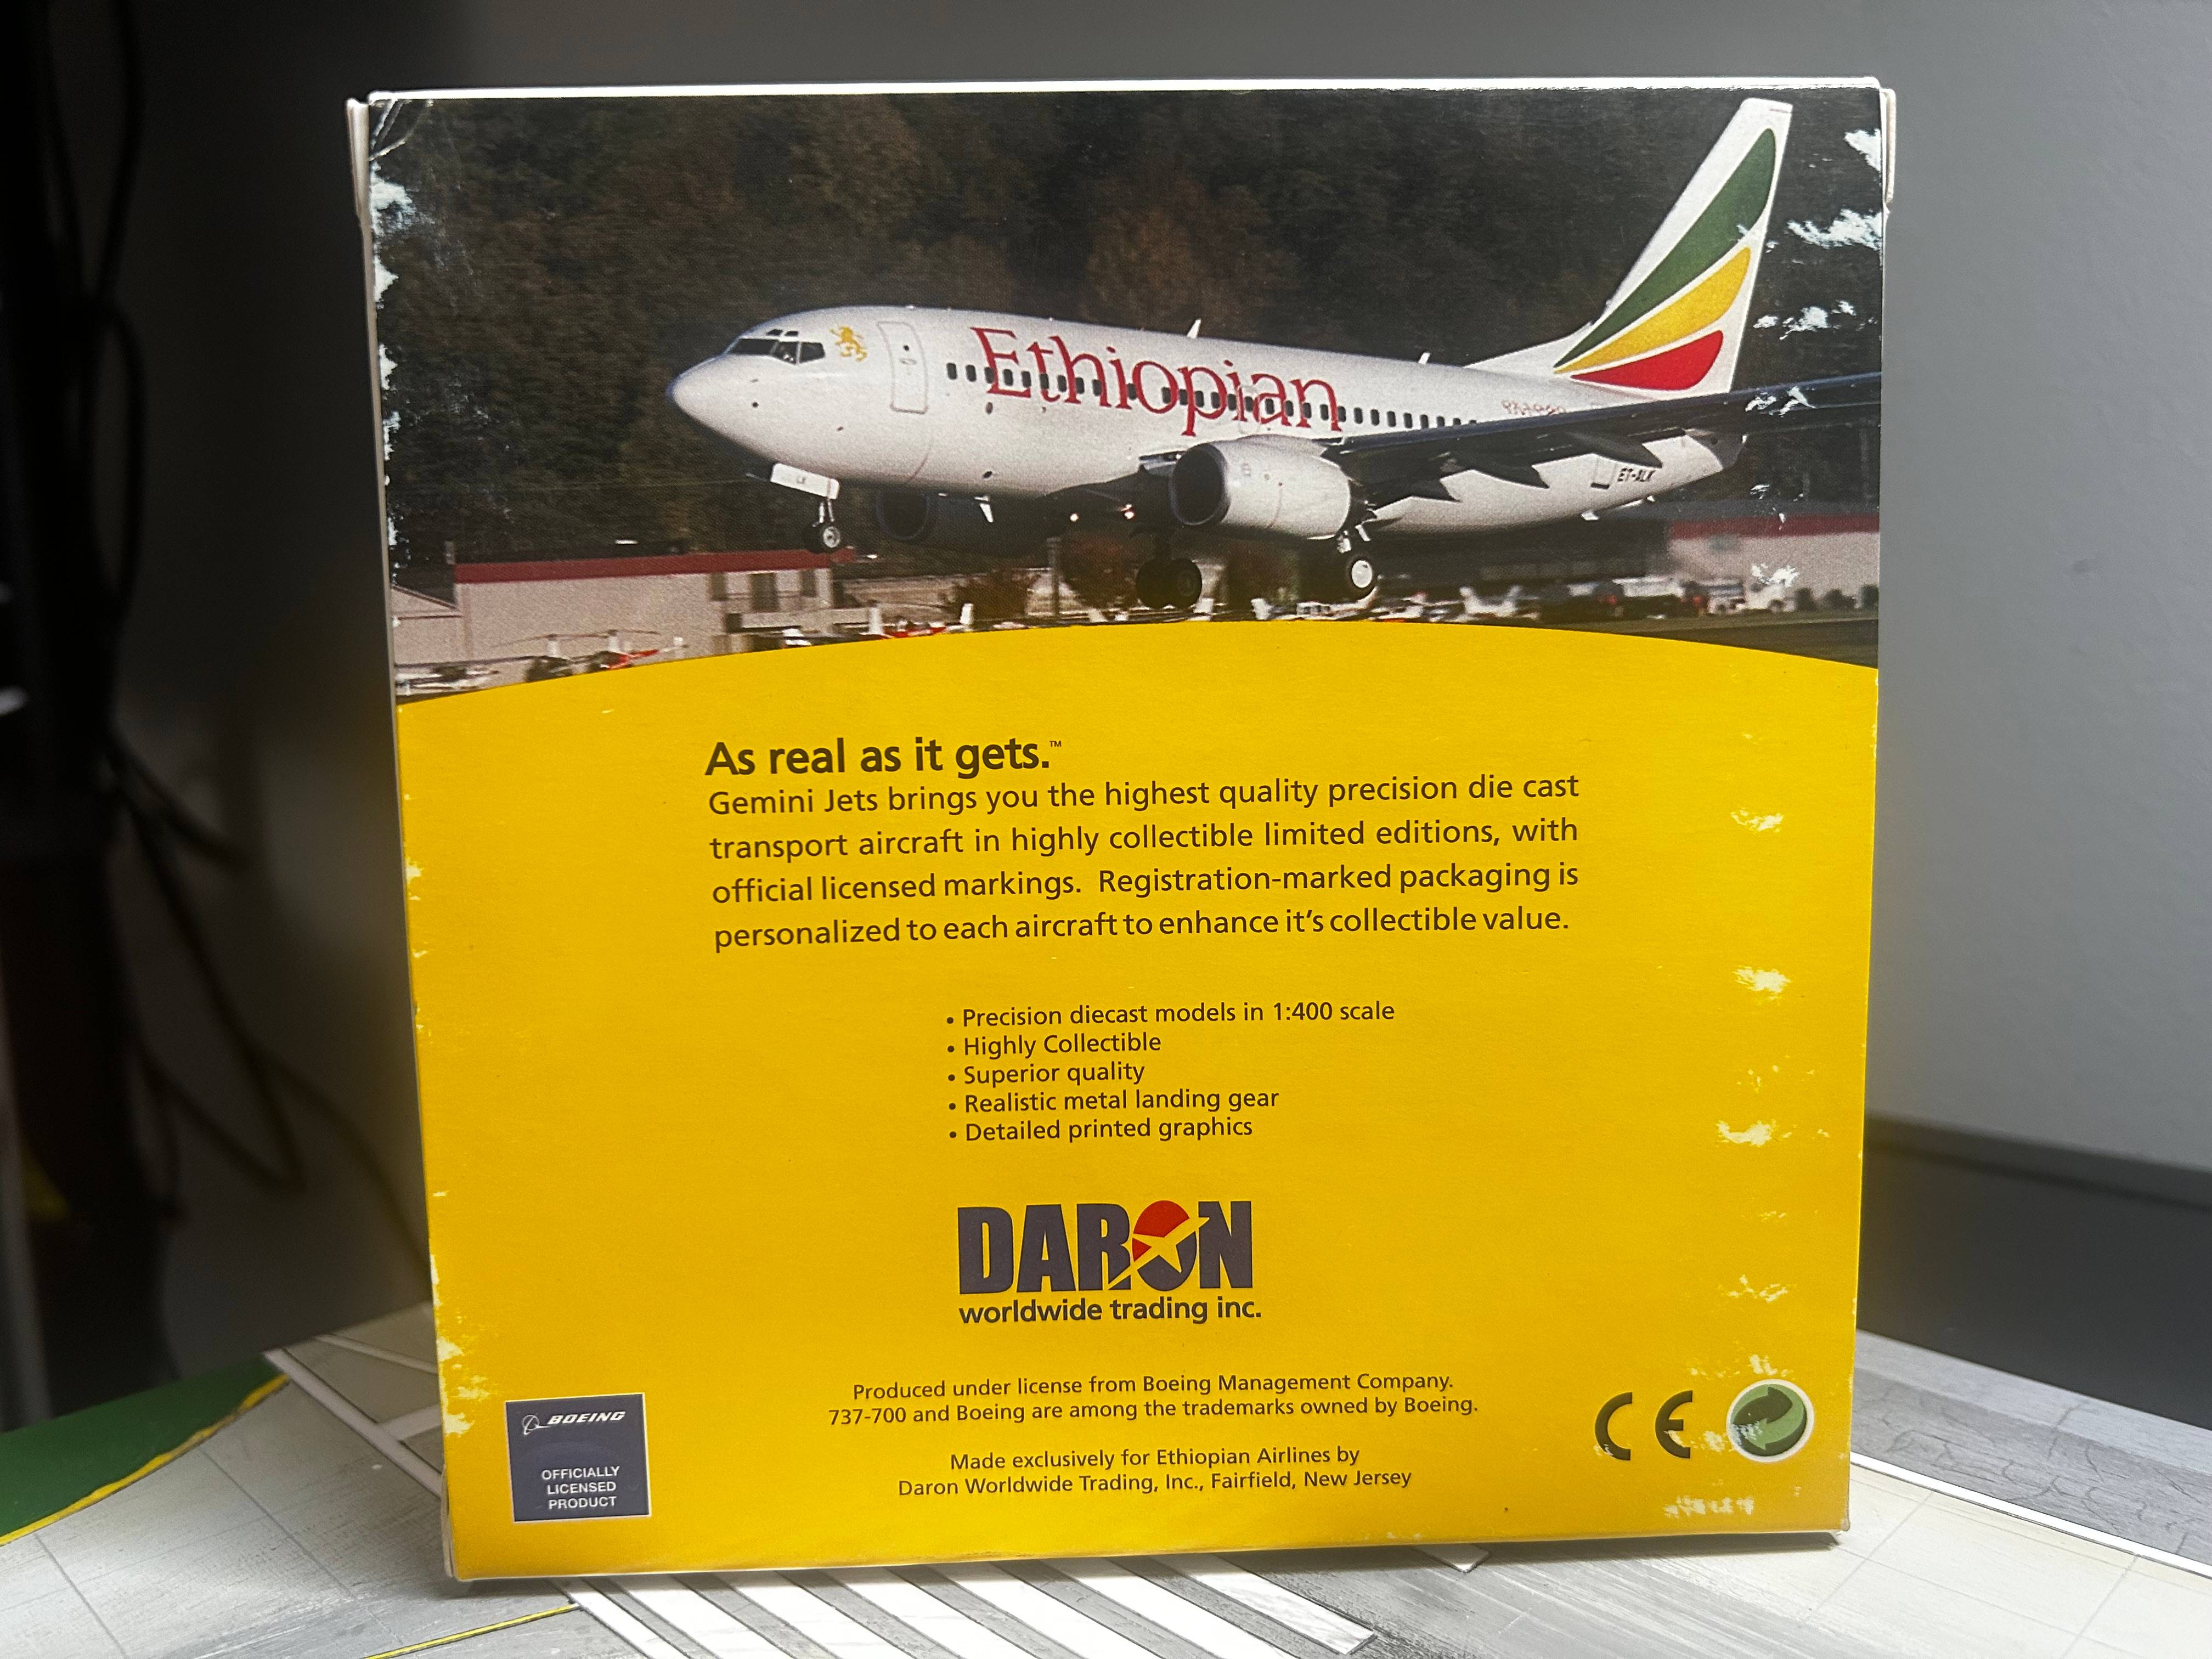 Ethiopian
LK
ET-ALK
As real as it gets.™
Gemini Jets brings you the highest quality precision die cast
transport aircraft in highly collectible limited editions, with
official licensed markings.  Registration-marked packaging is
personalized to each aircraft to enhance it's collectible value.
• Precision diecast models in 1:400 scale
• Highly Collectible
• Superior quality
• Realistic metal landing gear
• Detailed printed graphics
DARON
worldwide trading inc.
Produced under license from Boeing Management Company.
737-700 and Boeing are among the trademarks owned by Boeing.
Made exclusively for Ethiopian Airlines by
Daron Worldwide Trading, Inc., Fairfield, New Jersey
BOEING
OFFICIALLY
LICENSED
PRODUCT
CE